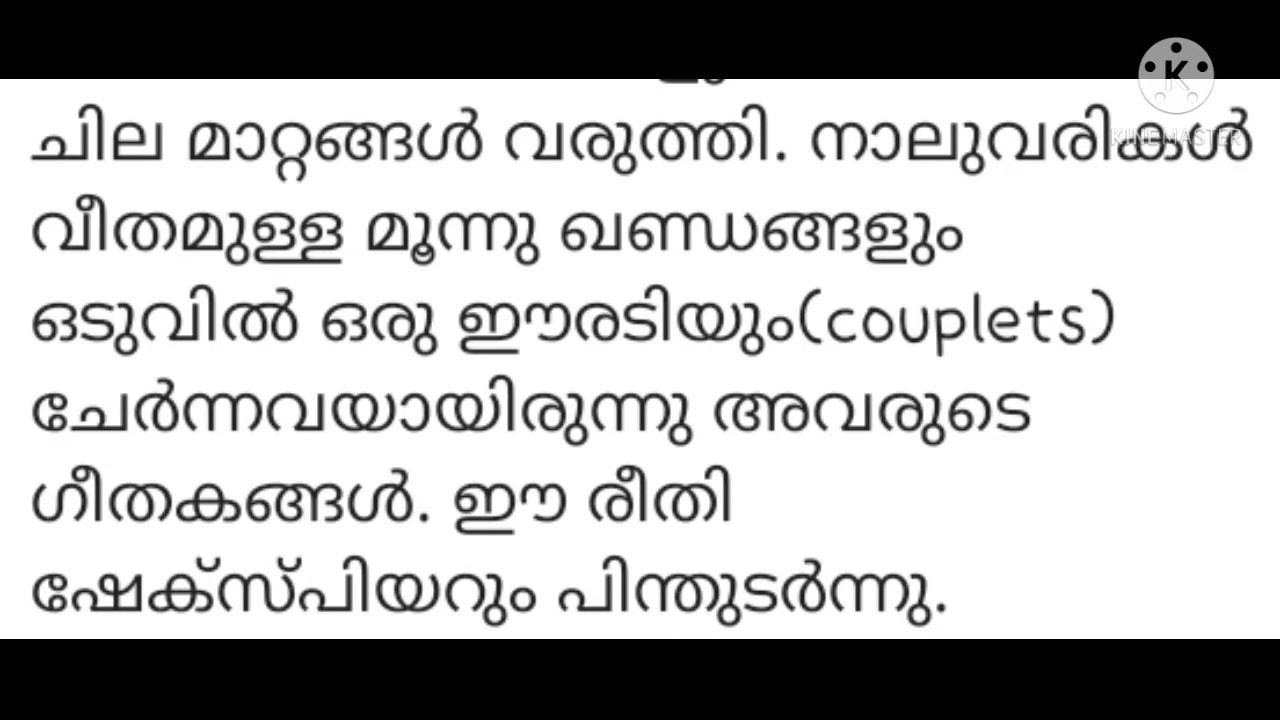 ചില മാറ്റങ്ങൾ വരുത്തി. നാലുവരികൾ
വീതമുള്ള മൂന്നു ഖണ്ഡങ്ങളും
ഒടുവിൽ ഒരു ഈരടിയും(couplets)
ചേർന്നവയായിരുന്നു അവരുടെ
ഗീതകങ്ങൾ. ഈ രീതി
ഷേക്സ്പിയറും പിന്തുടർന്നു.
K
KINEMASTER